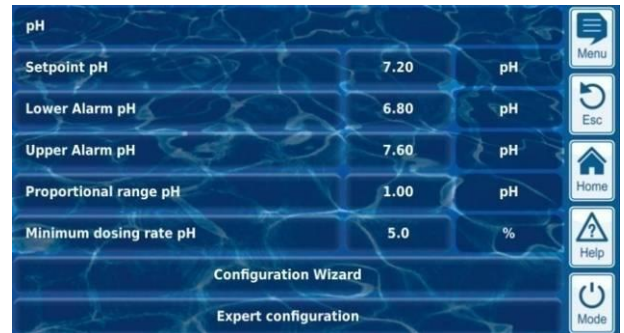 pH
Setpoint pH 7.20 pH
Lower Alarm pH 6.80 pH
Upper Alarm pH 7.60 pH
Proportional range pH 1.00 pH
Minimum dosing rate pH 5.0 %
Configuration Wizard
Expert configuration
Menu
Esc
Home
? Help
Mode